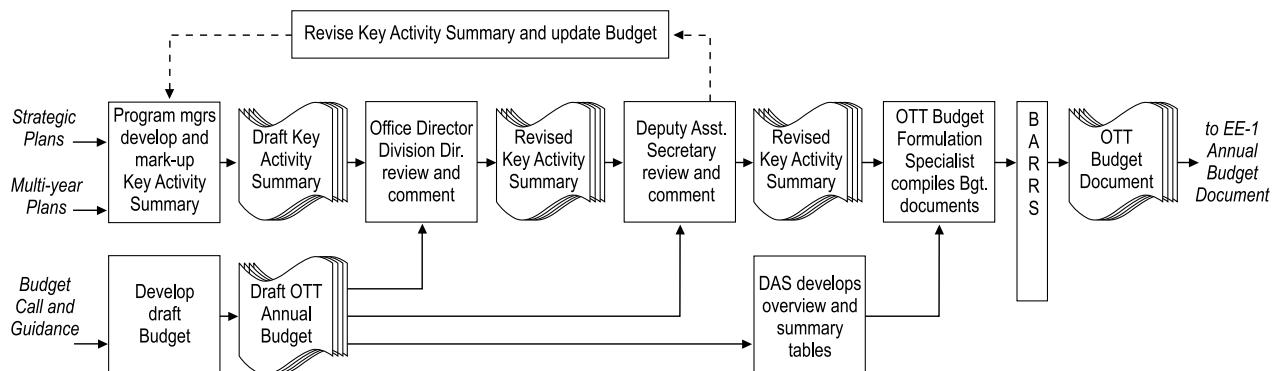 Revise Key Activity Summary and update Budget
Strategic
Plans
Multi-year
Plans
Program mgrs
develop and
mark-up
Key Activity
Summary
Draft Key
Activity
Summary
Office Director
Division Dir.
review and
comment
Revised
Key Activity
Summary
Deputy Asst.
Secretary
review and
comment
Revised
Key Activity
Summary
OTT Budget
Formulation
Specialist
compiles Bgt.
documents
B
A
R
R
S
OTT
Budget
Document
to EE-1
Annual
Budget
Document
Budget
Call and
Guidance
Develop
draft
Budget
Draft OTT
Annual
Budget
DAS develops
overview and
summary
tables